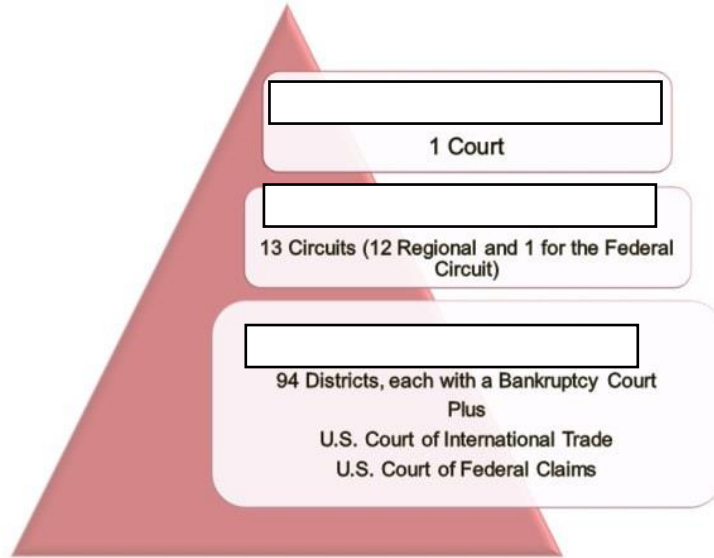 1 Court
13 Circuits (12 Regional and 1 for the Federal
Circuit)
94 Districts, each with a Bankruptcy Court
Plus
U.S. Court of International Trade
U.S. Court of Federal Claims